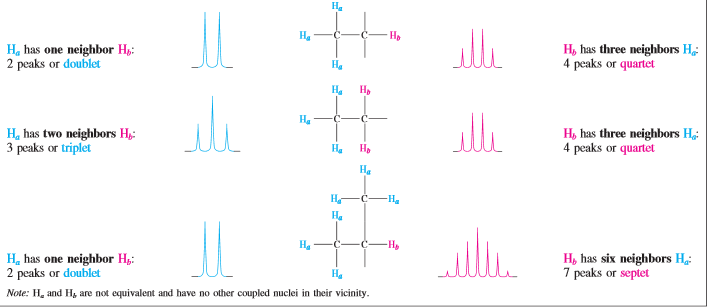 Ha
Ha has one neighbor Hb:
2 peaks or doublet
Ha C C Hb
Ha
Hb has three neighbors Ha:
4 peaks or quartet
Ha Hb
Ha has two neighbors Hb:
3 peaks or triplet
Ha C C
Ha Hb
Hb has three neighbors Ha:
4 peaks or quartet
Ha
Ha C Ha
Ha
Ha has one neighbor Hb:
2 peaks or doublet
Ha C C Hb
Ha
Hb has six neighbors Ha:
7 peaks or septet
Note: Ha and Hb are not equivalent and have no other coupled nuclei in their vicinity.